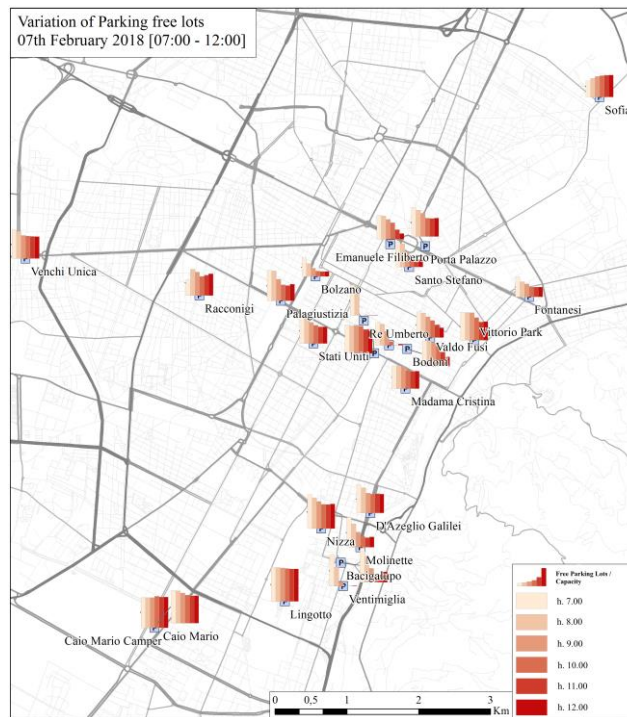 Variation of Parking free lots
07th February 2018 [07:00 - 12:00]
Sofia
Emanuele Filiberto
Porta Palazzo
Santo Stefano
Venchi Unica
Bolzano
Racconigi
Palagiustizia
Fontanesi
Re Umberto
Vittorio Park
Valdo Fusi
Stati Uniti
Bodoni
Madama Cristina
D'Azeglio Galilei
Nizza
Molinette
Bacigalupo
Ventimiglia
Lingotto
Caio Mario
Caio Mario Camper
Free Parking Lots /
Capacity
h. 7.00
h. 8.00
h. 9.00
h. 10.00
h. 11.00
h. 12.00
0 0,5 1 2 3
Km